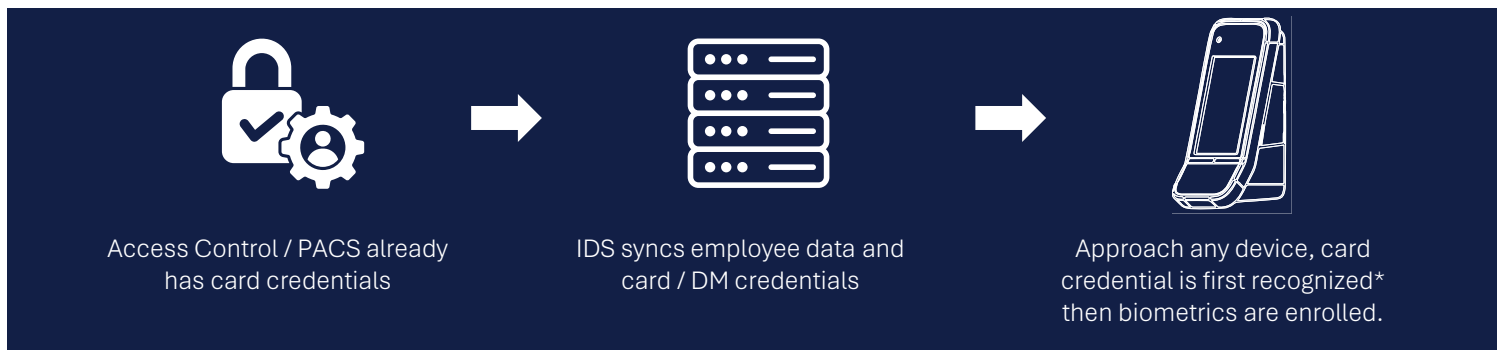 Access Control / PACS already
has card credentials
IDS syncs employee data and
card / DM credentials
Approach any device, card
credential is first recognized*
then biometrics are enrolled.